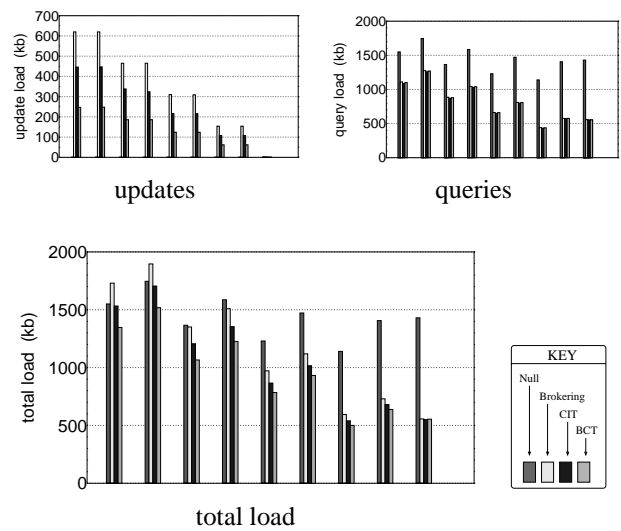 700
600
500
400
300
200
100
0
update load (kb)
updates
2000
1500
1000
500
0
query load (kb)
queries
2000
1500
1000
500
0
total load (kb)
total load
KEY
Null
Brokering
CIT
BCT